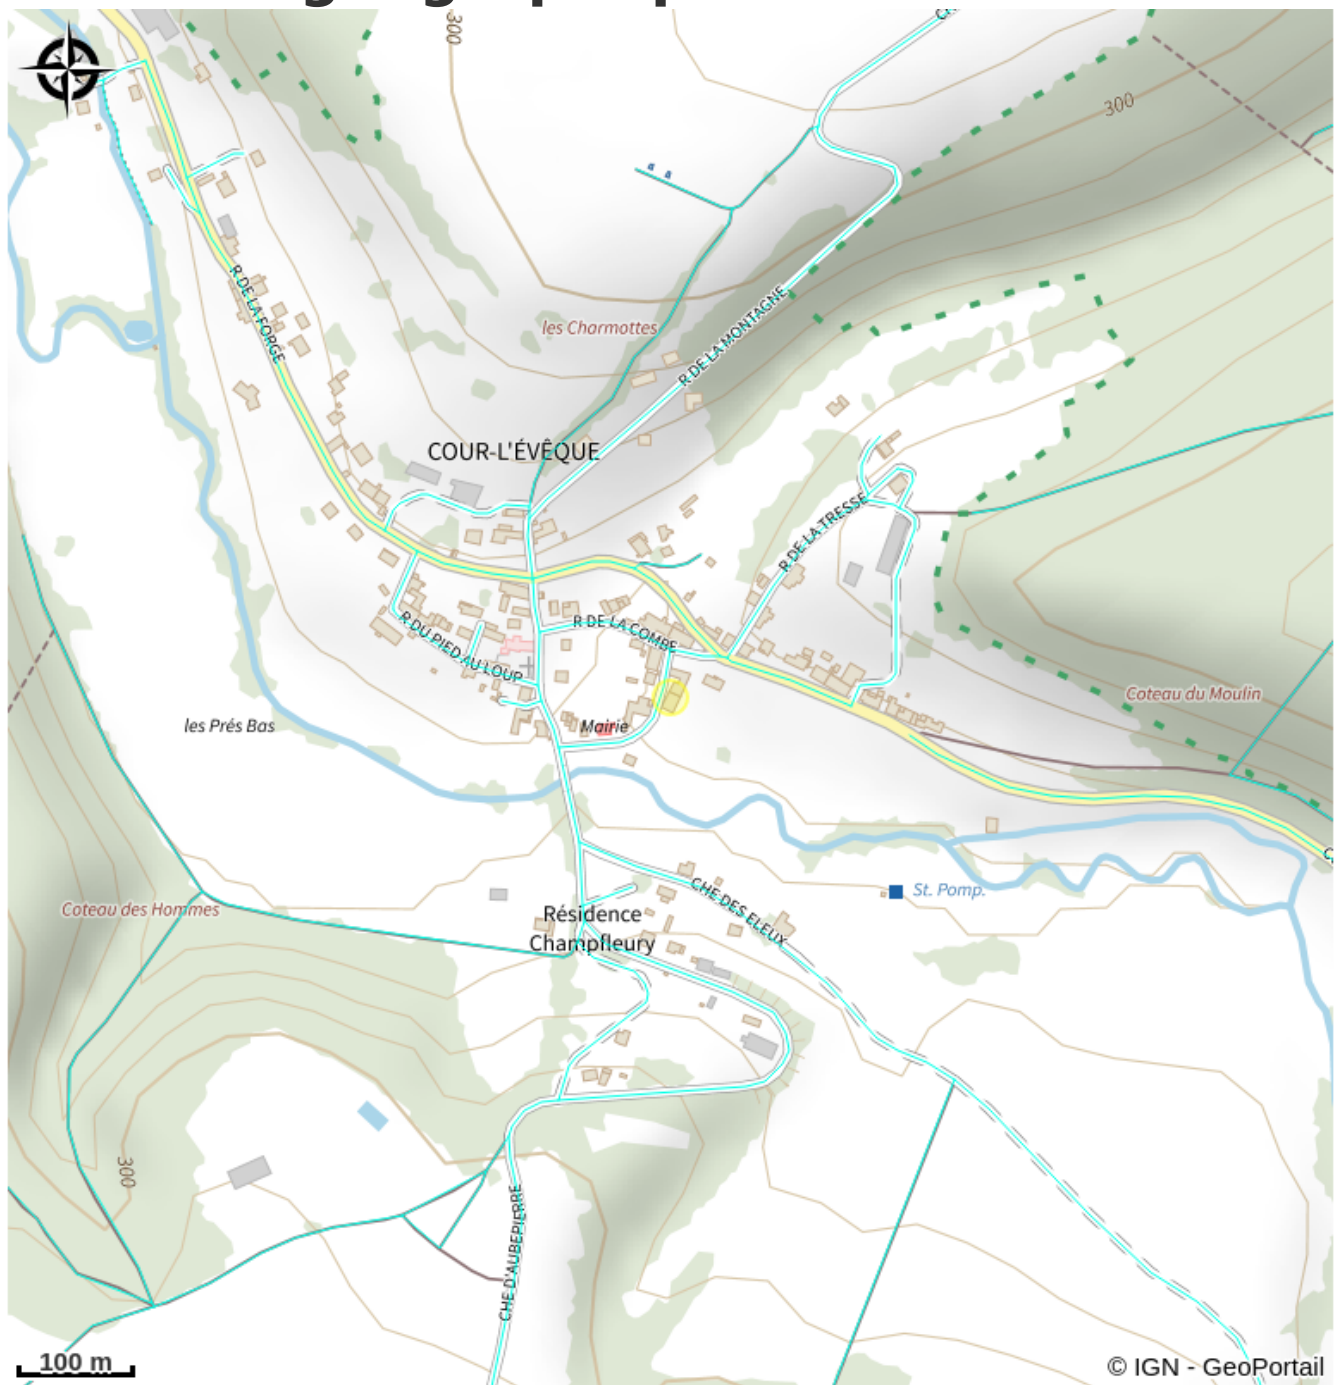 300
300
les Charmottes
R DE LA MONTAGNE
R DE LA FORGE
COUR-L'ÉVÊQUE
R DE LA TRESSE
R DE LA COMBE
R DU PIED AU LOUP
Coteau du Moulin
les Prés Bas
Mairie
CHE DES ELEUX
St. Pomp.
Coteau des Hommes
Résidence
Champfleury
300
CHE D'AUBEPIERRE
100 m
© IGN - GeoPortail